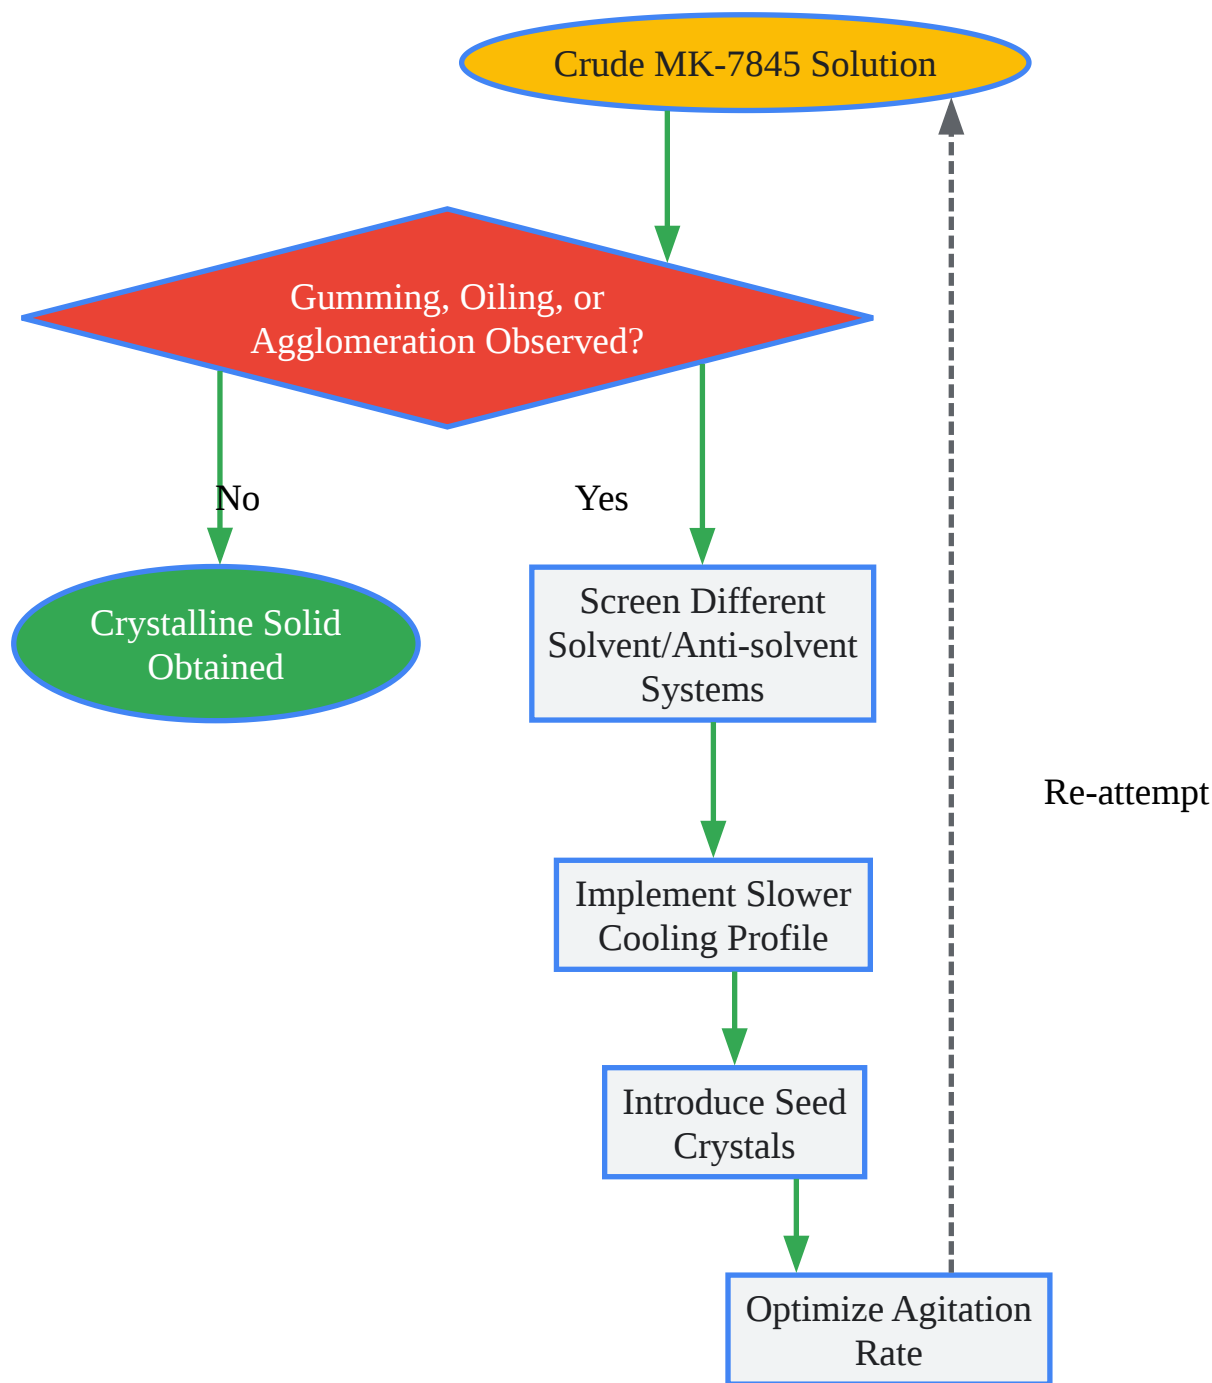 Crude MK-7845 Solution
Gumming, Oiling, or
Agglomeration Observed?
No
Yes
Crystalline Solid
Obtained
Screen Different
Solvent/Anti-solvent
Systems
Re-attempt
Implement Slower
Cooling Profile
Introduce Seed
Crystals
Optimize Agitation
Rate